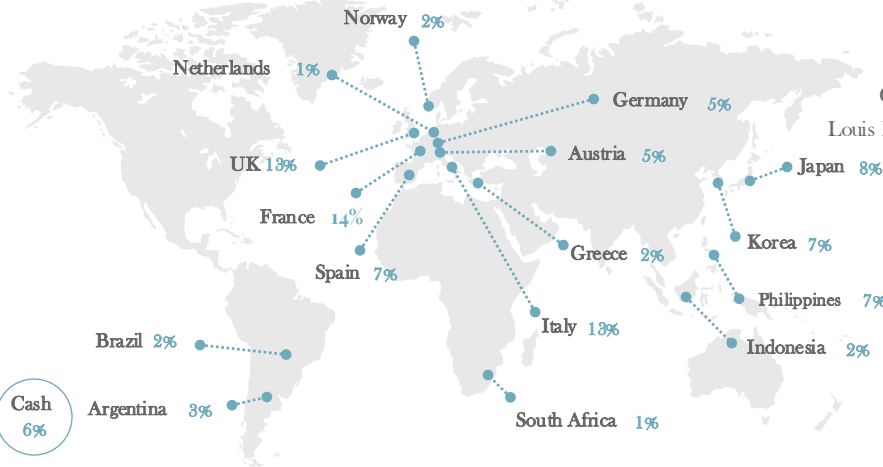 Norway 2%
Netherlands 1%
Germany 5%
Louis
UK 13%
Austria 5%
Japan 8%
France 14%
Korea 7%
Greece 2%
Spain 7%
Philippines 7%
Italy 13%
Brazil 2%
Indonesia 2%
Cash
6%
Argentina 3%
South Africa 1%